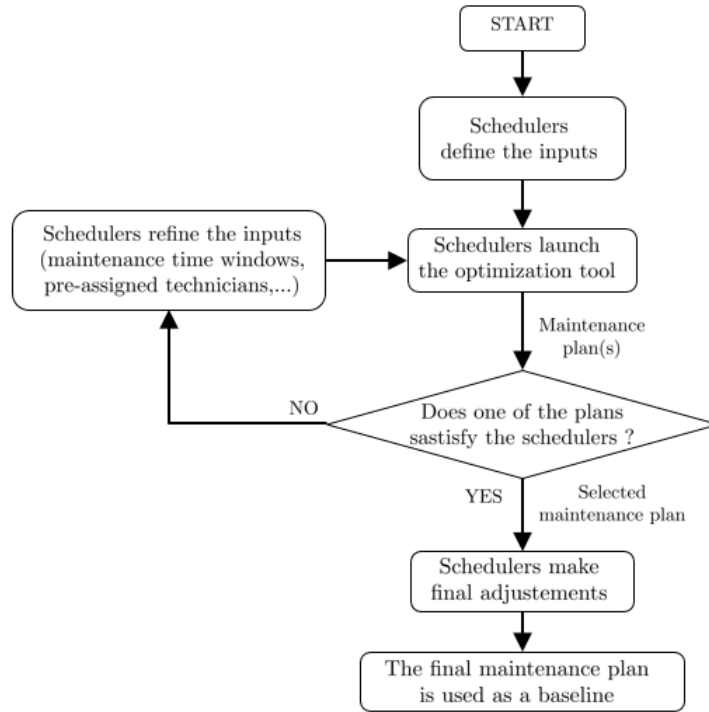 START
Schedulers
define the inputs
Schedulers refine the inputs
(maintenance time windows,
pre-assigned technicians,...)
Schedulers launch
the optimization tool
Maintenance
plan(s)
NO
Does one of the plans
sastisfy the schedulers ?
YES
Selected
maintenance plan
Schedulers make
final adjustements
The final maintenance plan
is used as a baseline